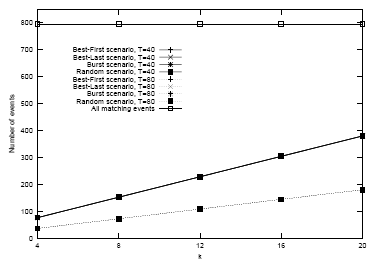 800
700
600
500
400
300
200
100
0
Number of events
Best-First scenario, T=40
Best-Last scenario, T=40
Burst scenario, T=40
Random scenario, T=40
Best-First scenario, T=80
Best-Last scenario, T=80
Burst scenario, T=80
Random scenario, T=80
All matching events
4 8 12 16 20
k